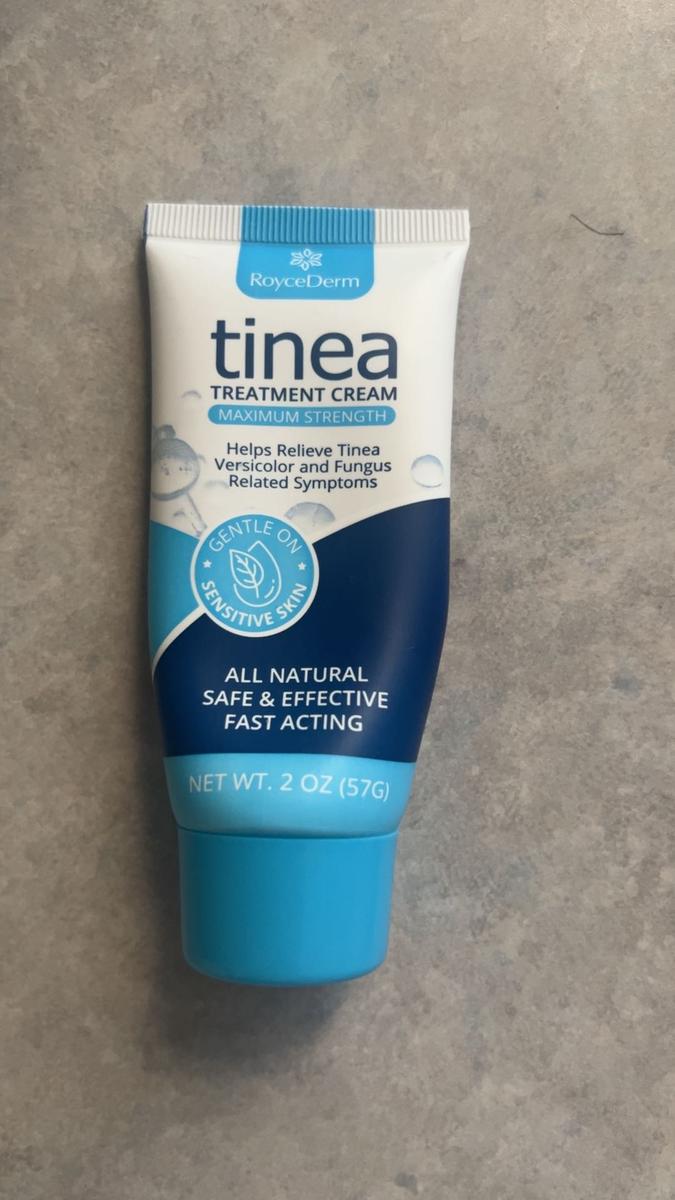 RoyceDerm
tinea
TREATMENT CREAM
MAXIMUM STRENGTH
Helps Relieve Tinea
Versicolor and Fungus
Related Symptoms
GENTLE ON
SENSITIVE SKIN
ALL NATURAL
SAFE & EFFECTIVE
FAST ACTING
NET WT. 2 OZ (57G)